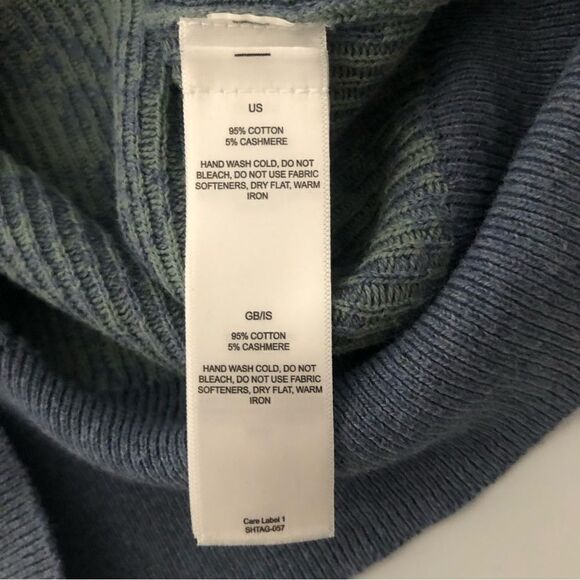 US
95% COTTON
5% CASHMERE
HAND WASH COLD, DO NOT
BLEACH, DO NOT USE FABRIC
SOFTENERS, DRY FLAT, WARM
IRON
GB/IS
95% COTTON
5% CASHMERE
HAND WASH COLD, DO NOT
BLEACH, DO NOT USE FABRIC
SOFTENERS, DRY FLAT, WARM
IRON
Care Label 1
SHTAG-057